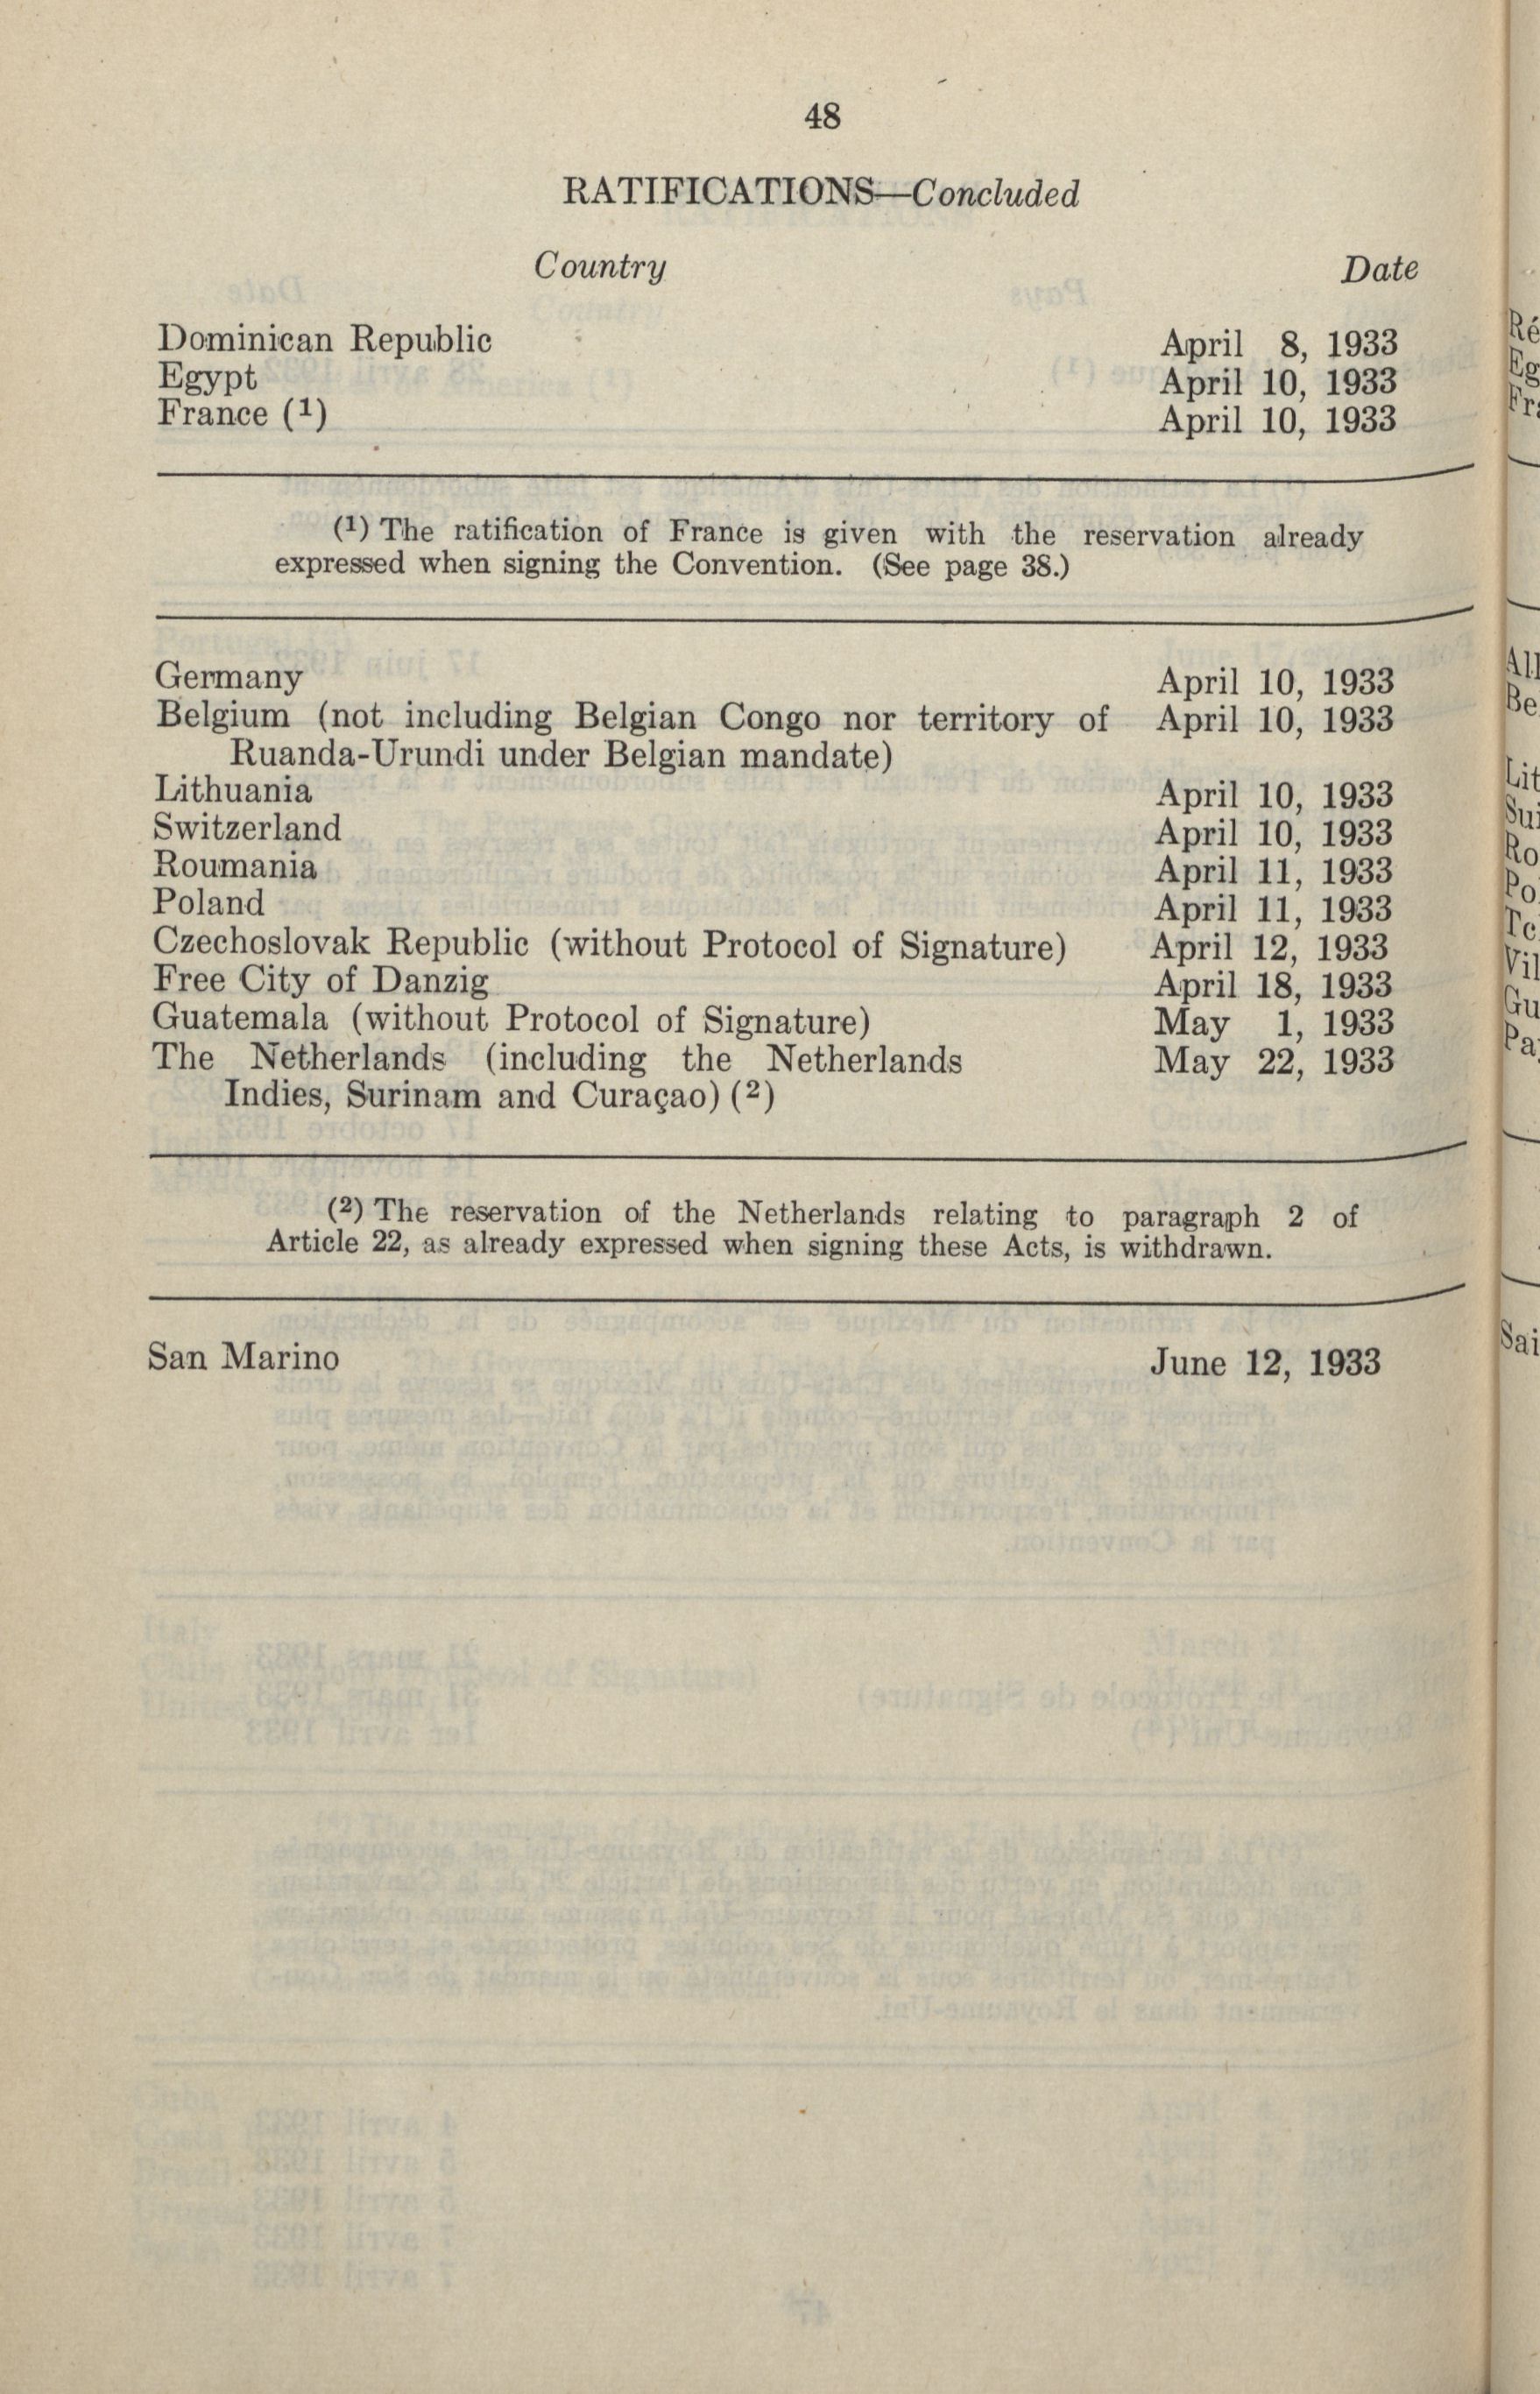 48
RATIFICATIONS—Concluded
Country Date
Dominican Republic April 8, 1933
Egypt April 10, 1933
France (1) April 10, 1933
(1) The ratification of France is given with the reservation already
expressed when signing the Convention. (See page 38.)
Germany April 10, 1933
Belgium (not including Belgian Congo nor territory of April 10, 1933
Ruanda-Urundi under Belgian mandate)
Lithuania April 10, 1933
Switzerland April 10, 1933
Roumania April 11, 1933
Poland April 11, 1933
Czechoslovak Republic (without Protocol of Signature) April 12, 1933
Free City of Danzig April 18, 1933
Guatemala (without Protocol of Signature) May 1, 1933
The Netherlands (including the Netherlands May 22, 1933
Indies, Surinam and Curaçao) (2)
(2) The reservation of the Netherlands relating to paragraph 2 of
Article 22, as already expressed when signing these Acts, is withdrawn.
San Marino June 12, 1933